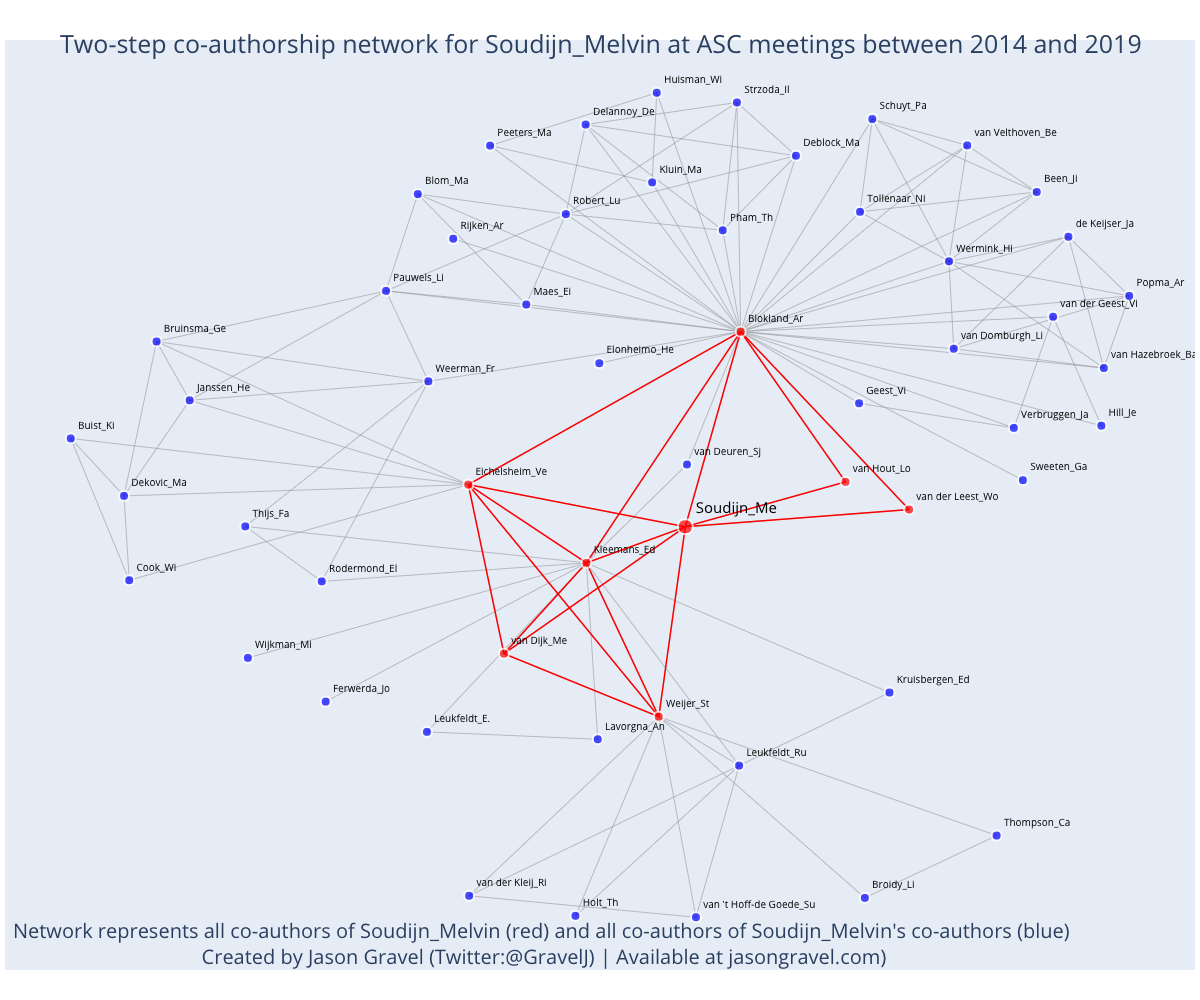 Two-step co-authorship network for Soudijn_Melvin at ASC meetings between 2014 and 2019
Huisman_Wi
Strzoda_Il
Delannoy_De
Schuyt_Pa
Peeters_Ma
van Velthoven_Be
Deblock_Ma
Kluin_Ma
Blom_Ma
Been_Ji
Robert_Lu
Tollenaar_Ni
Pham_Th
Rijken_Ar
de Keijser_Ja
Wermink_Hi
Pauwels_Li
Maes_Ei
Popma_Ar
van der Geest_Vi
Blokland_Ar
Bruinsma_Ge
van Domburgh_Li
Elonheimo_He
van Hazebroek_Ba
Weerman_Fr
Janssen_He
Geest_Vi
Buist_Ki
Verbruggen_Ja
Hill_Je
van Deuren_Sj
Eichelsheim_Ve
van Hout_Lo
Sweeten_Ga
Dekovic_Ma
van der Leest_Wo
Soudijn_Me
Thijs_Fa
Kleemans_Ed
Cook_Wi
Rodermond_El
van Dijk_Me
Wijkman_Mi
Kruisbergen_Ed
Ferwerda_Jo
Weijer_St
Leukfeldt_E.
Lavorgna_An
Leukfeldt_Ru
Thompson_Ca
van der Kleij_Ri
Broidy_Li
Holt_Th
van 't Hoff-de Goede_Su
Network represents all co-authors of Soudijn_Melvin (red) and all co-authors of Soudijn_Melvin's co-authors (blue)
Created by Jason Gravel (Twitter:@GravelJ) | Available at jasongravel.com)